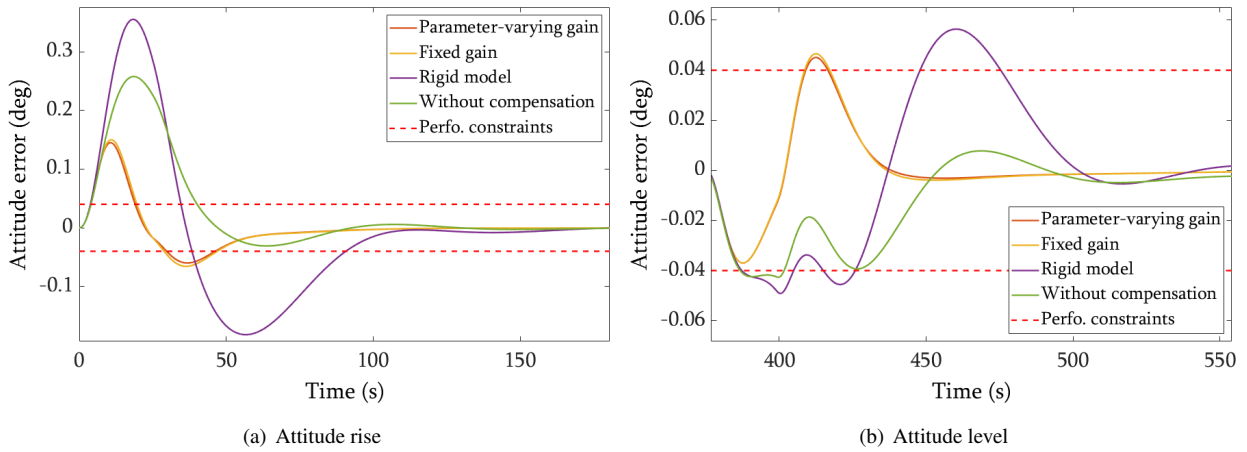 Attitude error (deg)
0.3
0.2
0.1
0
-0.1
0
50
100
150
Time (s)
Parameter-varying gain
Fixed gain
Rigid model
Without compensation
Perfo. constraints
(a) Attitude rise
Attitude error (deg)
0.06
0.04
0.02
0
-0.02
-0.04
-0.06
400
450
500
550
Time (s)
Parameter-varying gain
Fixed gain
Rigid model
Without compensation
Perfo. constraints
(b) Attitude level